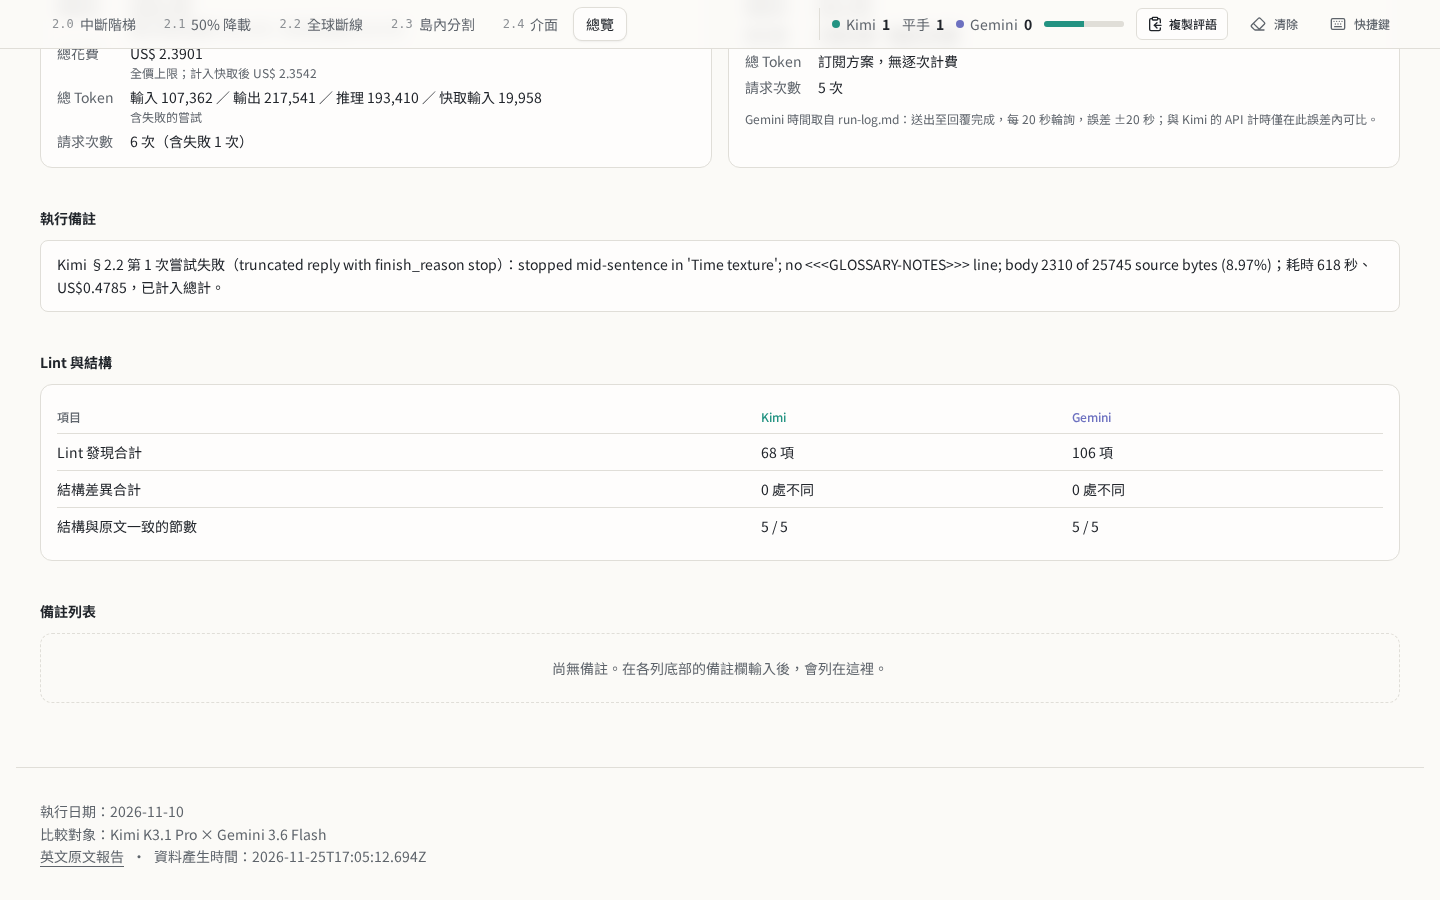 2.0 中斷階梯 2.1 50% 降載 2.2 全球斷線 2.3 島內分割 2.4 介面 總覽 Kimi 1 平手 1 Gemini 0 複製評語 清除 快捷鍵
總花費 US$ 2.3901
全價上限；計入快取後 US$ 2.3542
總 Token 輸入 107,362 ／ 輸出 217,541 ／ 推理 193,410 ／ 快取輸入 19,958
含失敗的嘗試
請求次數 6 次（含失敗 1 次）
總 Token 訂閱方案，無逐次計費
請求次數 5 次
Gemini 時間取自 run-log.md：送出至回覆完成，每 20 秒輪詢，誤差 ±20 秒；與 Kimi 的 API 計時僅在此誤差內可比。
執行備註
Kimi §2.2 第 1 次嘗試失敗（truncated reply with finish_reason stop）：stopped mid-sentence in 'Time texture'; no <<<GLOSSARY-NOTES>>> line; body 2310 of 25745 source bytes (8.97%)；耗時 618 秒、
US$0.4785，已計入總計。
Lint 與結構
項目 Kimi Gemini
Lint 發現合計 68 項 106 項
結構差異合計 0 處不同 0 處不同
結構與原文一致的節數 5 / 5 5 / 5
備註列表
尚無備註。在各列底部的備註欄輸入後，會列在這裡。
執行日期：2026-11-10
比較對象：Kimi K3.1 Pro × Gemini 3.6 Flash
英文原文報告 · 資料產生時間：2026-11-25T17:05:12.694Z